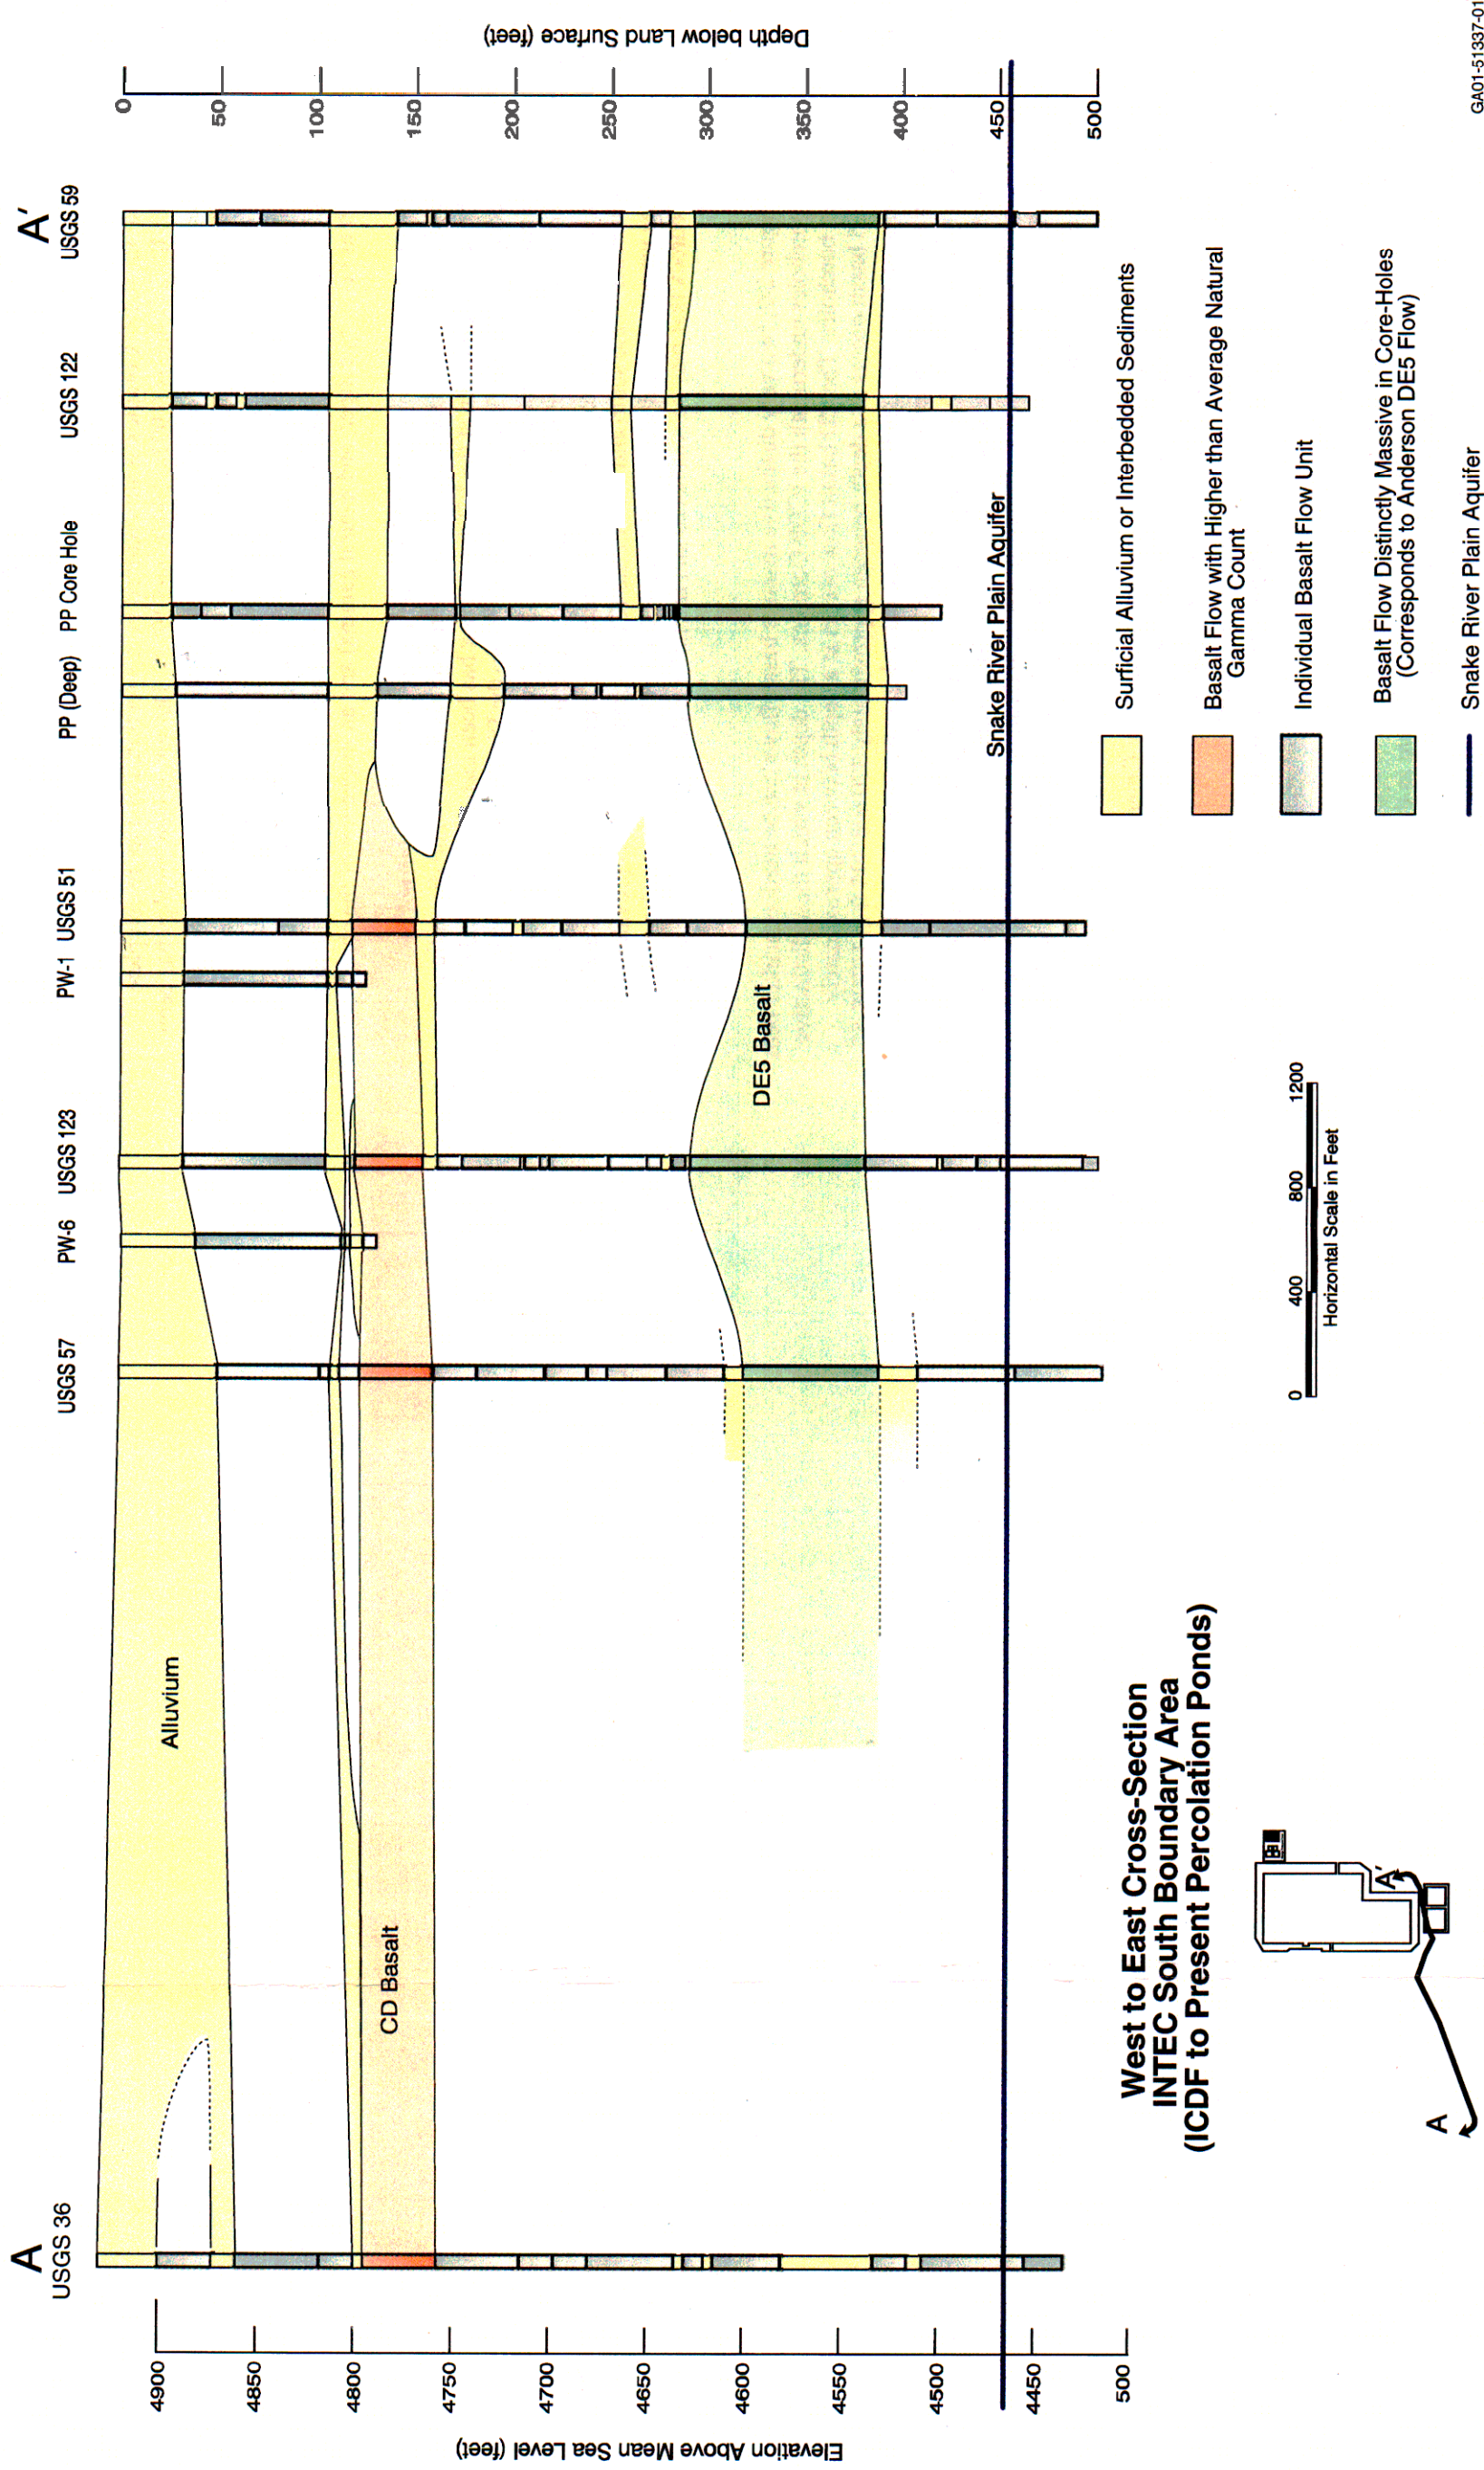 A
A'
USGS 36
USGS 57
PW-6
USGS 123
PW-1
USGS 51
PP (Deep)
PP Core Hole
USGS 122
USGS 59
Elevation Above Mean Sea Level (feet)
4900
4850
4800
4750
4700
4650
4600
4550
4500
4450
500
Depth below Land Surface (feet)
0
50
100
150
200
250
300
350
400
450
500
Alluvium
CD Basalt
DE5 Basalt
Snake River Plain Aquifer
West to East Cross-Section
INTEC South Boundary Area
(ICDF to Present Percolation Ponds)
A
A'
0
400
800
1200
Horizontal Scale in Feet
Surficial Alluvium or Interbedded Sediments
Basalt Flow with Higher than Average Natural
Gamma Count
Individual Basalt Flow Unit
Basalt Flow Distinctly Massive in Core-Holes
(Corresponds to Anderson DE5 Flow)
Snake River Plain Aquifer
GA01-51337-01